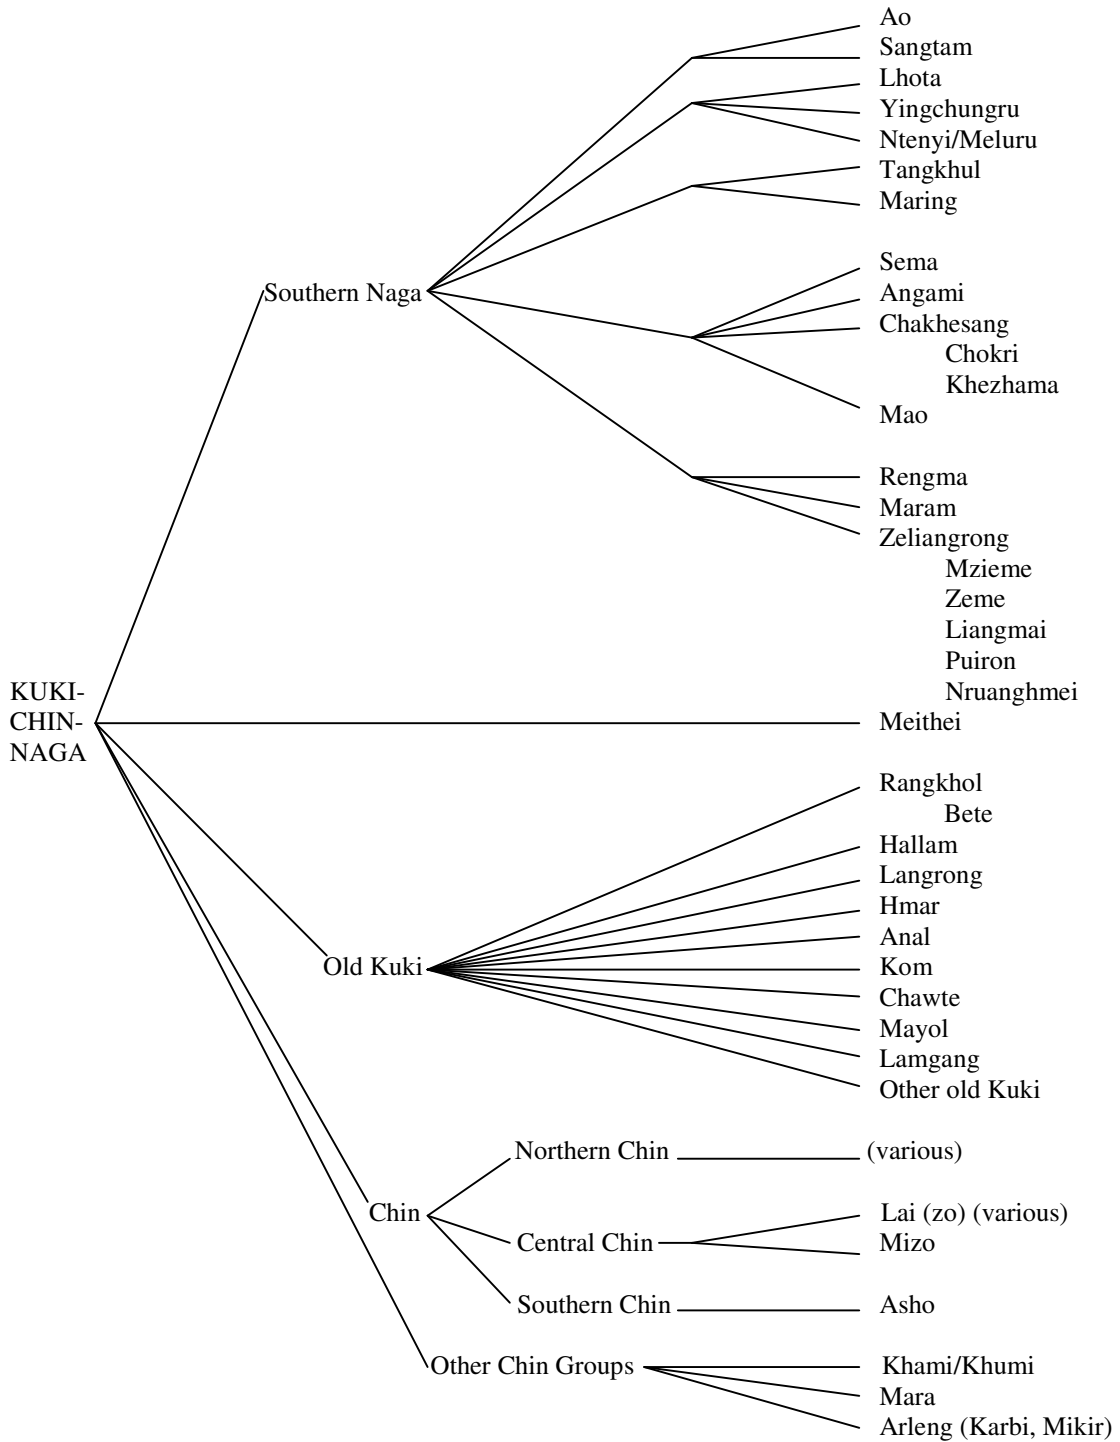 Ao
Sangtam
Lhota
Yingchungru
Ntenyi/Meluru
Tangkhul
Maring
Sema
Southern Naga
Angami
Chakhesang
Chokri
Khezhama
Mao
Rengma
Maram
Zeliangrong
Mzieme
Zeme
Liangmai
Puiron
Nruanghmei
KUKI-
CHIN-
NAGA
Meithei
Rangkhol
Bete
Hallam
Langrong
Hmar
Anal
Old Kuki
Kom
Chawte
Mayol
Lamgang
Other old Kuki
Northern Chin
(various)
Chin
Lai (zo) (various)
Central Chin
Mizo
Southern Chin
Asho
Other Chin Groups
Khami/Khumi
Mara
Arleng (Karbi, Mikir)